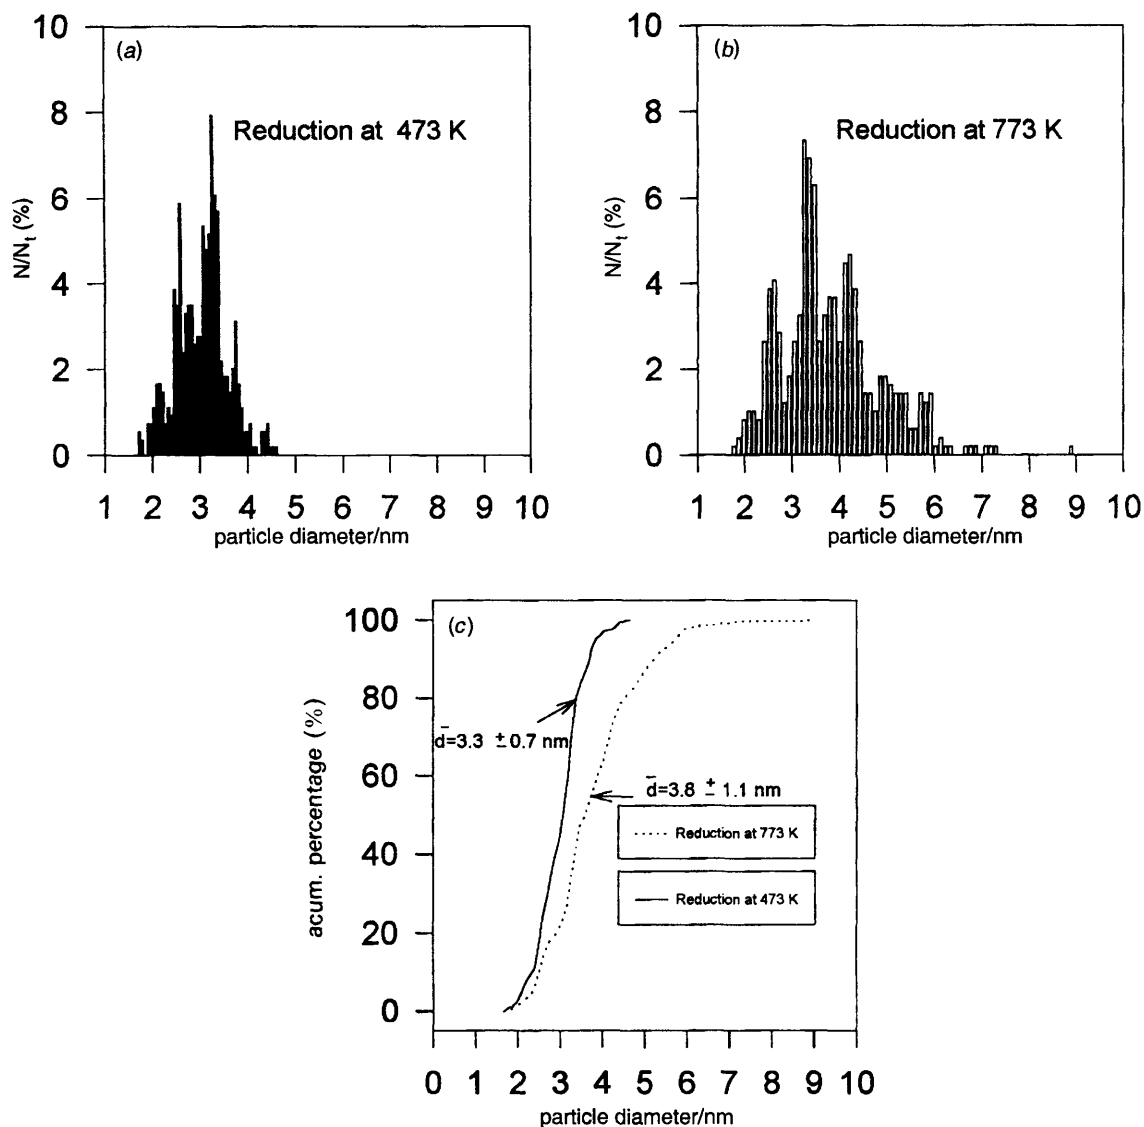 (a)
Reduction at 473 K
N/Nt (%)
10
8
6
4
2
0
1 2 3 4 5 6 7 8 9 10
particle diameter/nm
(b)
Reduction at 773 K
N/Nt (%)
10
8
6
4
2
0
1 2 3 4 5 6 7 8 9 10
particle diameter/nm
(c)
acum. percentage (%)
100
80
60
40
20
0
d̄=3.3 ± 0.7 nm
d̄=3.8 ± 1.1 nm
Reduction at 773 K
Reduction at 473 K
0 1 2 3 4 5 6 7 8 9 10
particle diameter/nm